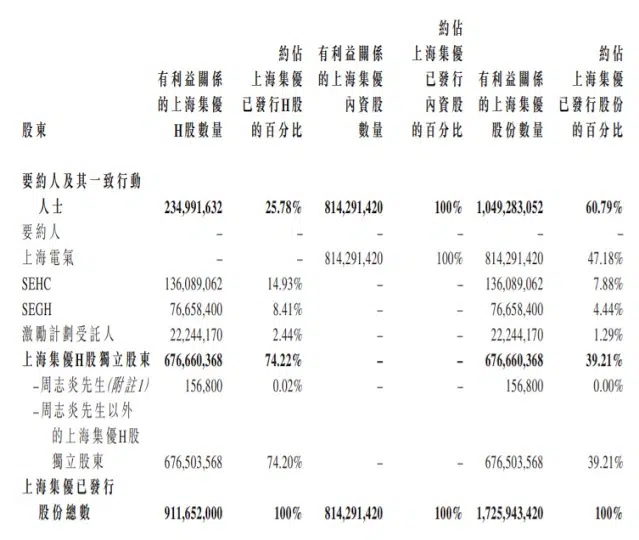 約佔
約佔 有利益關係 上海集優 約佔
有利益關係 上海集優 的上海集優 已發行 有利益關係 上海集優
的上海集優 已發行H股 內資股 內資股 的上海集優 已發行股份
股東 H股數量 的百分比 數量 的百分比 股份數量 的百分比
要約人及其一致行動
人士 234,991,632 25.78% 814,291,420 100% 1,049,283,052 60.79%
要約人 – – – – – –
上海電氣 – – 814,291,420 100% 814,291,420 47.18%
SEHC 136,089,062 14.93% – – 136,089,062 7.88%
SEGH 76,658,400 8.41% – – 76,658,400 4.44%
激勵計劃受託人 22,244,170 2.44% – – 22,244,170 1.29%
上海集優H股獨立股東 676,660,368 74.22% – – 676,660,368 39.21%
–周志炎先生(附註1) 156,800 0.02% – – 156,800 0.00%
–周志炎先生以外
的上海集優H股
獨立股東 676,503,568 74.20% – – 676,503,568 39.21%
上海集優已發行
股份總數 911,652,000 100% 814,291,420 100% 1,725,943,420 100%